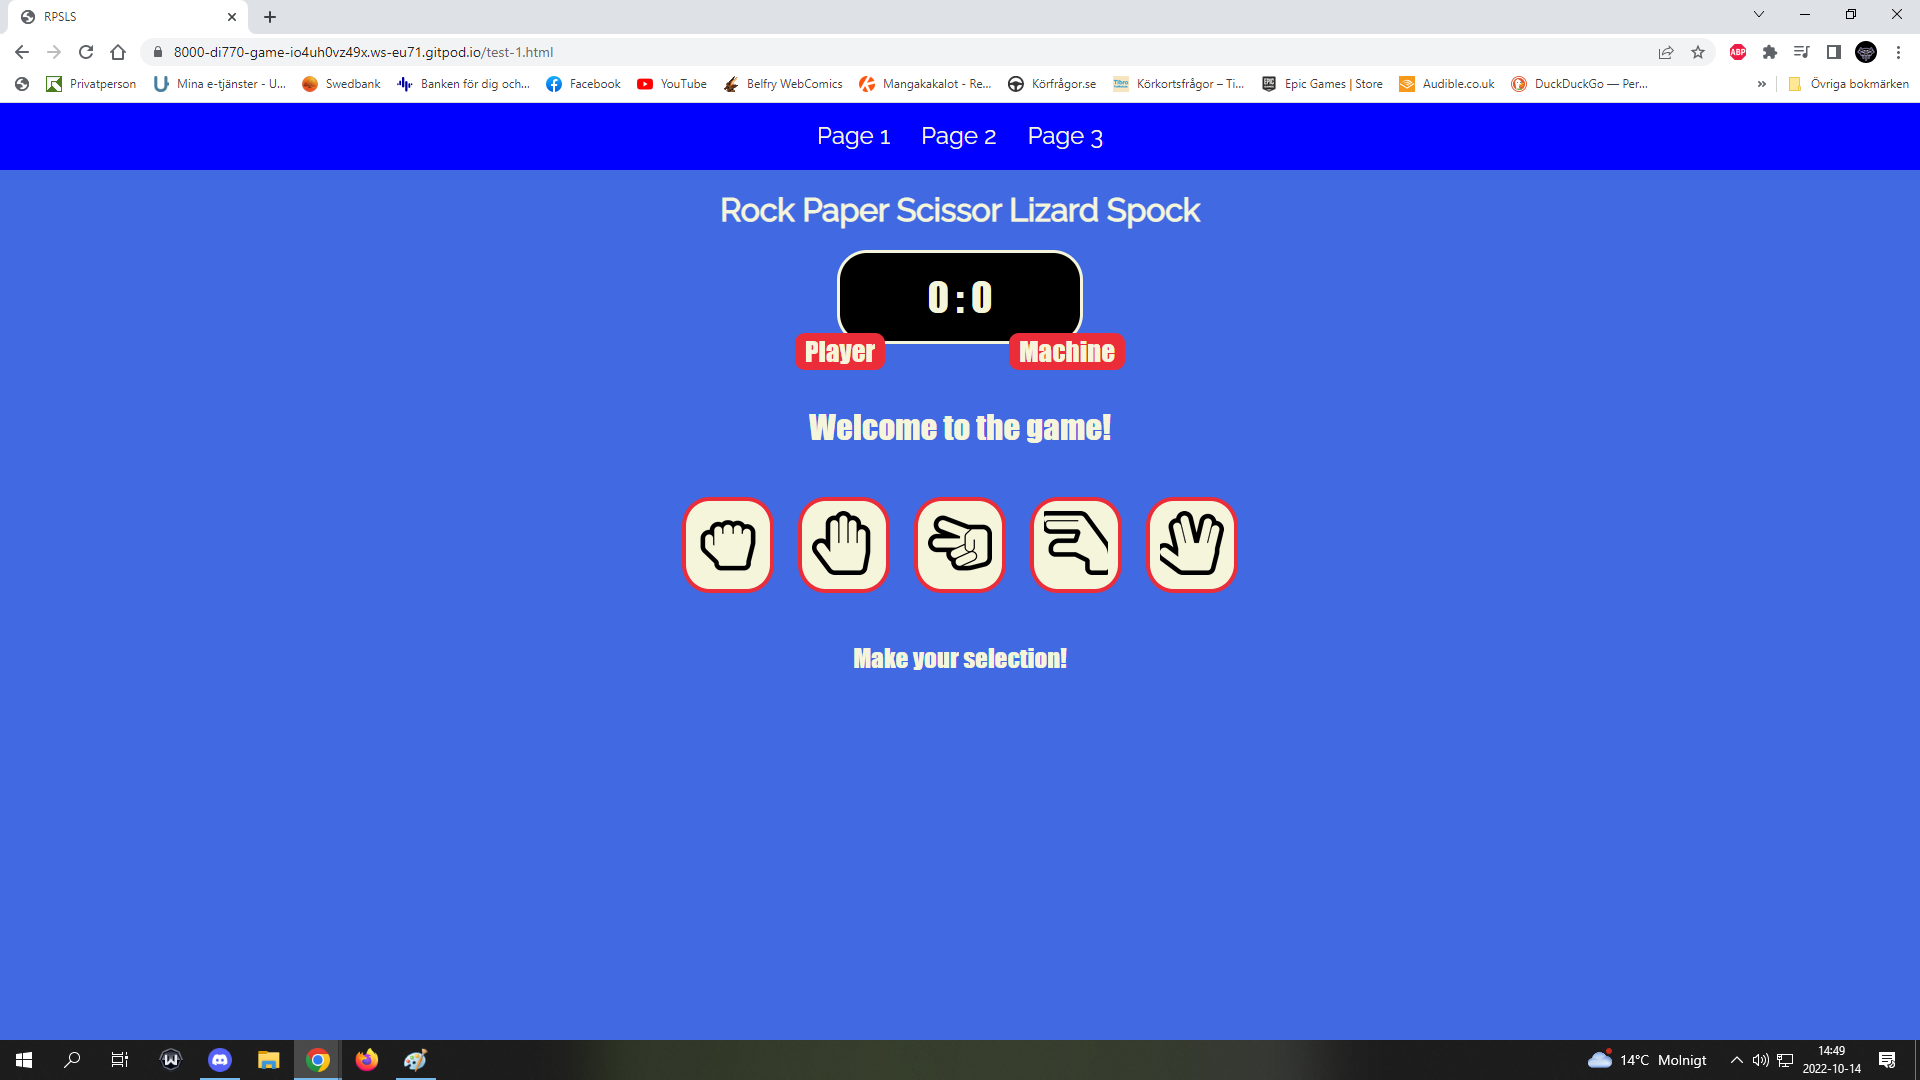 RPSLS
8000-di770-game-io4uh0vz49x.ws-eu71.gitpod.io/test-1.html
ABP
Privatperson Mina e-tjänster - U... Swedbank Banken för dig och... Facebook YouTube Belfry WebComics Mangakakalot - Re... Körfrågor.se Körkortsfrågor – Ti... Epic Games | Store Audible.co.uk DuckDuckGo — Per... » Övriga bokmärken
Page 1 Page 2 Page 3
Rock Paper Scissor Lizard Spock
0:0
Player Machine
Welcome to the game!
Make your selection!
14°C Molnigt
14:49
2022-10-14